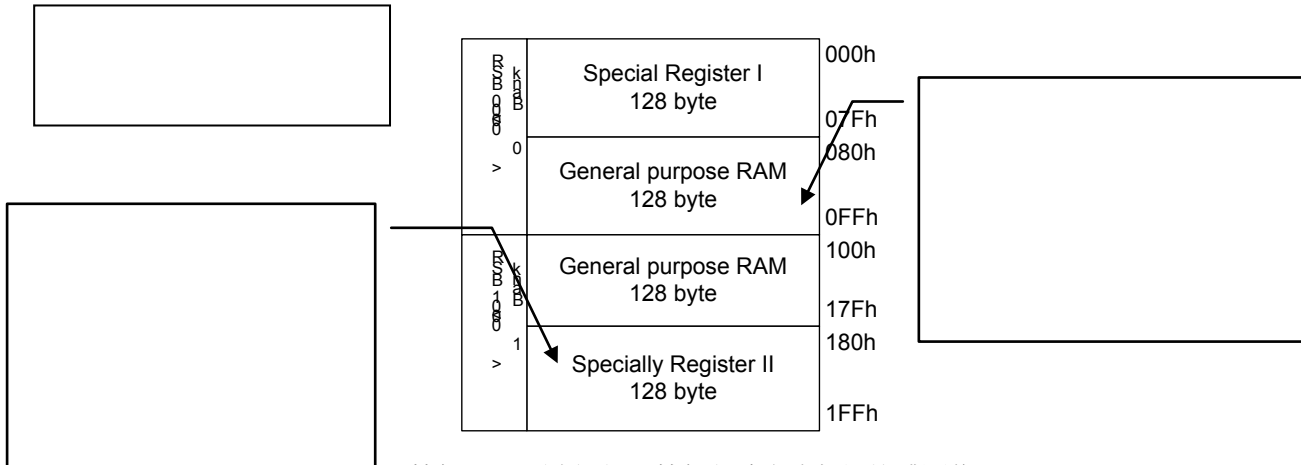 000h
Special Register I
128 byte
07Fh
080h
General purpose RAM
128 byte
0FFh
100h
General purpose RAM
128 byte
17Fh
180h
Specially Register II
128 byte
1FFh